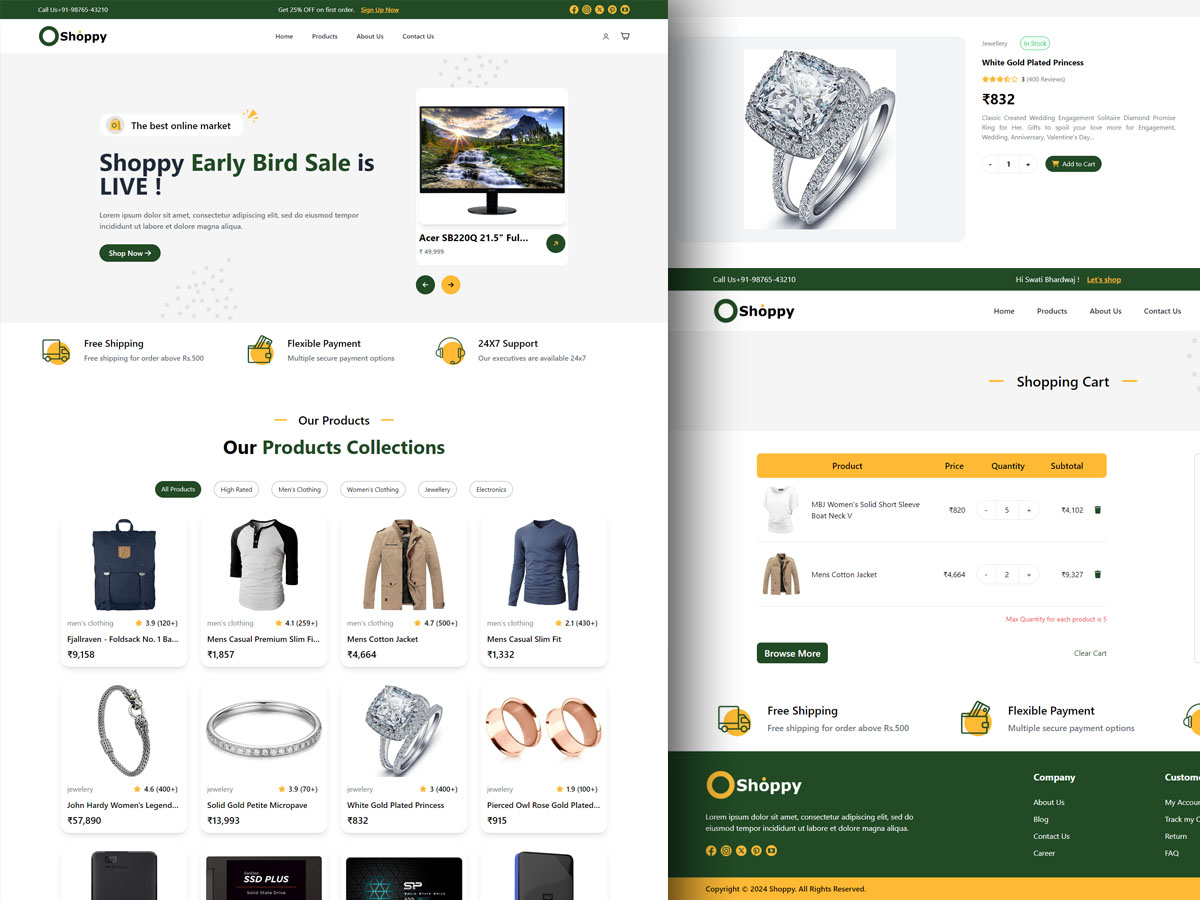 Call Us+91-98765-43210
Get 25% OFF on first order. Sign Up Now
Shoppy
Home Products About Us Contact Us
The best online market
Shoppy Early Bird Sale is
LIVE !
Lorem ipsum dolor sit amet, consectetur adipiscing elit, sed do eiusmod tempor
incididunt ut labore et dolore magna aliqua.
Shop Now
Acer SB220Q 21.5" Ful...
₹ 49,999
Free Shipping
Free shipping for order above Rs.500
Flexible Payment
Multiple secure payment options
24X7 Support
Our executives are available 24x7
Our Products
Our Products Collections
All Products High Rated Men's Clothing Women's Clothing Jewellery Electronics
men's clothing 3.9 (120+)
Fjallraven - Foldsack No. 1 Ba...
₹9,158
men's clothing 4.1 (259+)
Mens Casual Premium Slim Fi...
₹1,857
men's clothing 4.7 (500+)
Mens Cotton Jacket
₹4,664
men's clothing 2.1 (430+)
Mens Casual Slim Fit
₹1,332
jewelery 4.6 (400+)
John Hardy Women's Legend...
₹57,890
jewelery 3.9 (70+)
Solid Gold Petite Micropave
₹13,993
jewelery 3 (400+)
White Gold Plated Princess
₹832
jewelery 1.9 (100+)
Pierced Owl Rose Gold Plated...
₹915
SSD PLUS
Solid State Drive
SP
Jewellery In Stock
White Gold Plated Princess
3 (400 Reviews)
₹832
Classic Created Wedding Engagement Solitaire Diamond Promise
Ring for Her. Gifts to spoil your love more for Engagement,
Wedding, Anniversary, Valentine's Day...
- 1 + Add to Cart
Call Us+91-98765-43210
Hi Swati Bhardwaj ! Let's shop
Shoppy
Home Products About Us Contact Us
Shopping Cart
Product Price Quantity Subtotal
MBJ Women's Solid Short Sleeve
Boat Neck V
₹820 - 5 + ₹4,102
Mens Cotton Jacket ₹4,664 - 2 + ₹9,327
Max Quantity for each product is 5
Browse More
Clear Cart
Free Shipping
Free shipping for order above Rs.500
Flexible Payment
Multiple secure payment options
Shoppy
Lorem ipsum dolor sit amet, consectetur adipiscing elit, sed do
eiusmod tempor incididunt ut labore et dolore magna aliqua.
Company
About Us
Blog
Contact Us
Career
Custome
My Accou
Track my
Return
FAQ
Copyright © 2024 Shoppy. All Rights Reserved.